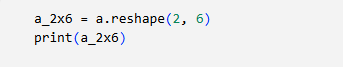 a_2x6 = a.reshape(2, 6)
print(a_2x6)